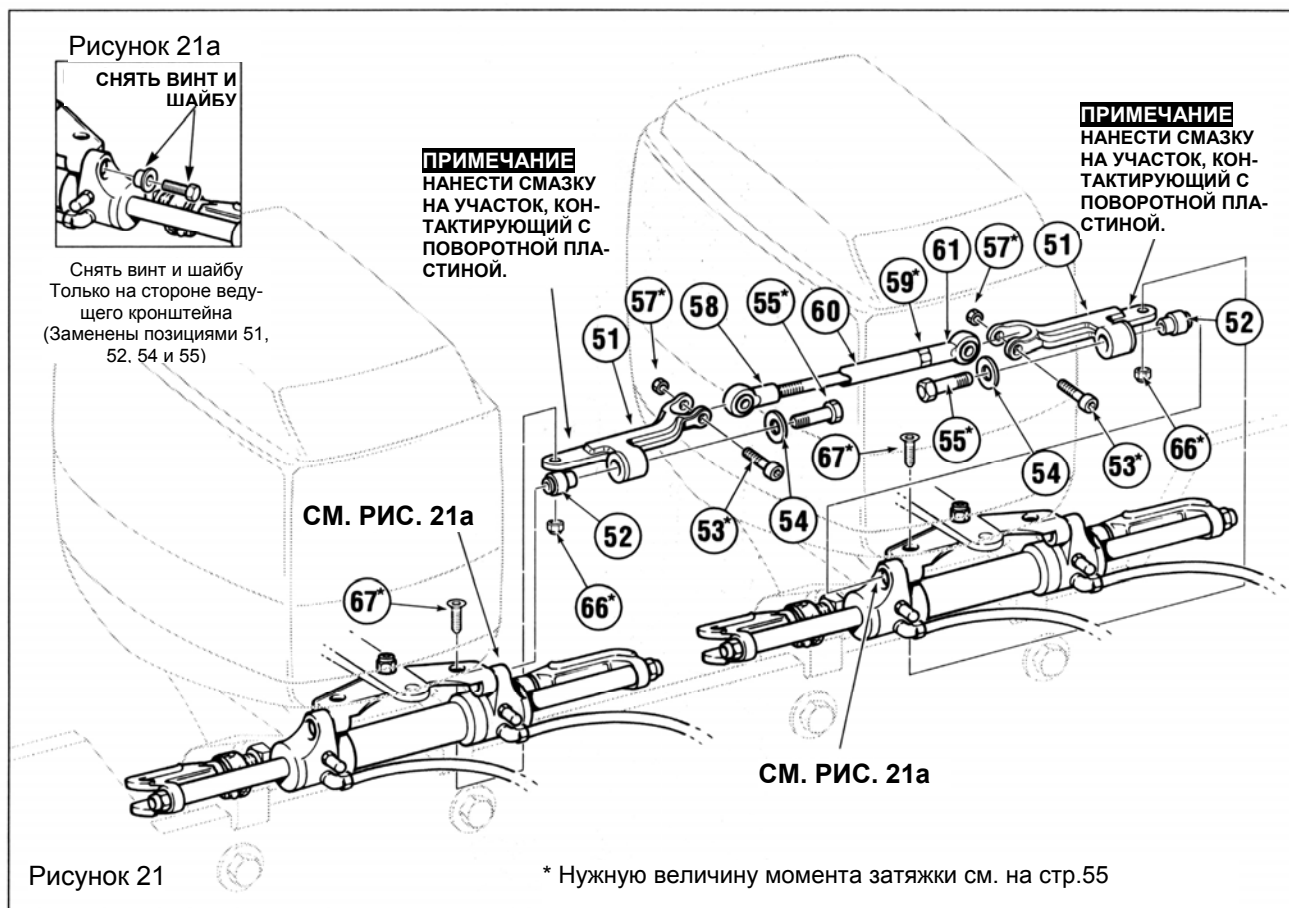 Рисунок 21а
СНЯТЬ ВИНТ И
ШАЙБУ
Снять винт и шайбу
Только на стороне веду-
щего кронштейна
(Заменены позициями 51,
52, 54 и 55)
ПРИМЕЧАНИЕ
НАНЕСТИ СМАЗКУ
НА УЧАСТОК, КОН-
ТАКТИРУЮЩИЙ С
ПОВОРОТНОЙ ПЛА-
СТИНОЙ.
ПРИМЕЧАНИЕ
НАНЕСТИ СМАЗКУ
НА УЧАСТОК, КОН-
ТАКТИРУЮЩИЙ С
ПОВОРОТНОЙ ПЛА-
СТИНОЙ.
57*
58
55*
60
59*
61
57*
51
52
51
52
66*
53*
54
67*
55*
54
53*
66*
СМ. РИС. 21а
67*
СМ. РИС. 21а
Рисунок 21
* Нужную величину момента затяжки см. на стр.55